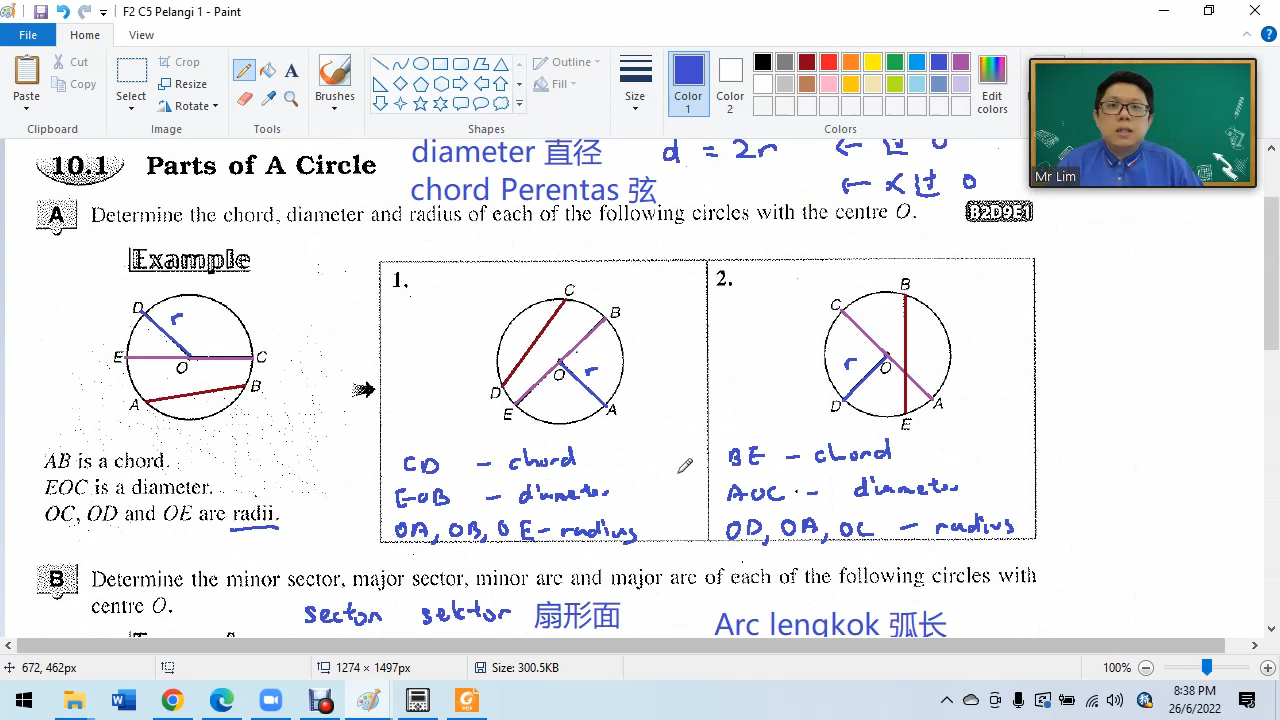 F2 C5 Pelangi 1 - Paint
File Home View
Paste
Cut
Copy
Clipboard
Select
Crop
Resize
Rotate
Image
Tools
Brushes
Shapes
Outline
Fill
Size
Color 1
Color 2
Edit colors
Colors
Mr Lim
10.1 Parts of A Circle
diameter 直径 d = 2r ← 过 O
chord Perentas 弦 ← x 过 O
A Determine the chord, diameter and radius of each of the following circles with the centre O. B2D9E1
Example
D
r
E
O
C
B
A
AB is a chord.
EOC is a diameter.
OC, OD and OE are radii.
1.
C
B
O
r
D
E
A
CD - chord
EOB - diameter
OA, OB, OE - radius
2.
B
C
r
O
D
A
E
BE - chord
AOC - diameter
OD, OA, OC - radius
B Determine the minor sector, major sector, minor arc and major arc of each of the following circles with
centre O.
sector sektor 扇形面 Arc lengkok 弧长
672, 462px
1274 × 1497px
Size: 300.5KB
100%
8:38 PM
26/6/2022